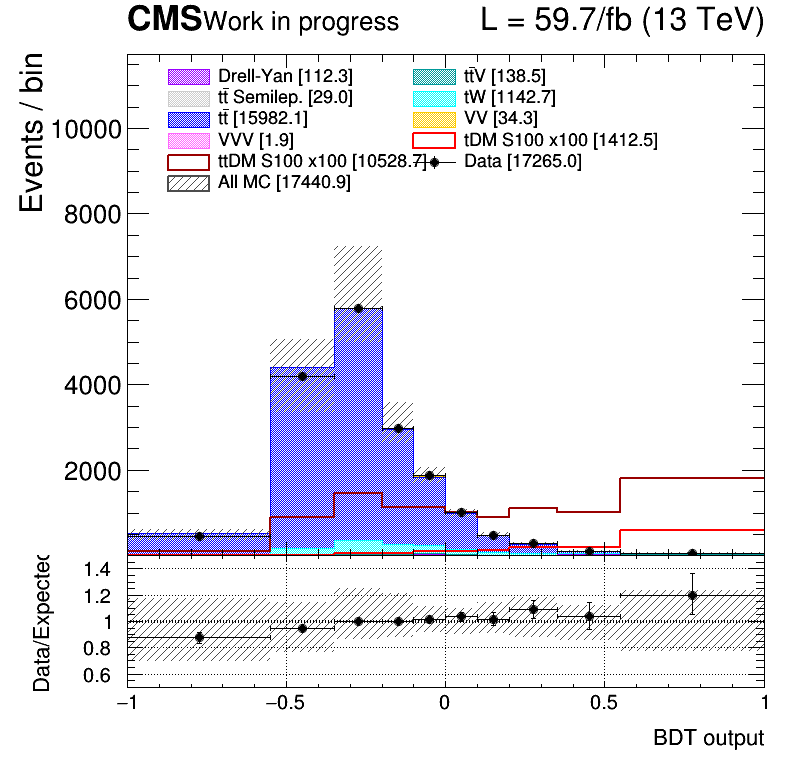 CMS Work in progress L = 59.7/fb (13 TeV)
Events / bin
Drell-Yan [112.3] tt̄V [138.5]
tt̄ Semilep. [29.0] tW [1142.7]
tt̄ [15982.1] VV [34.3]
VVV [1.9] tDM S100 x100 [1412.5]
ttDM S100 x100 [10528.7] Data [17265.0]
All MC [17440.9]
10000
8000
6000
4000
2000
Data/Expected
1.4
1.2
1
0.8
0.6
−1 −0.5 0 0.5 1
BDT output